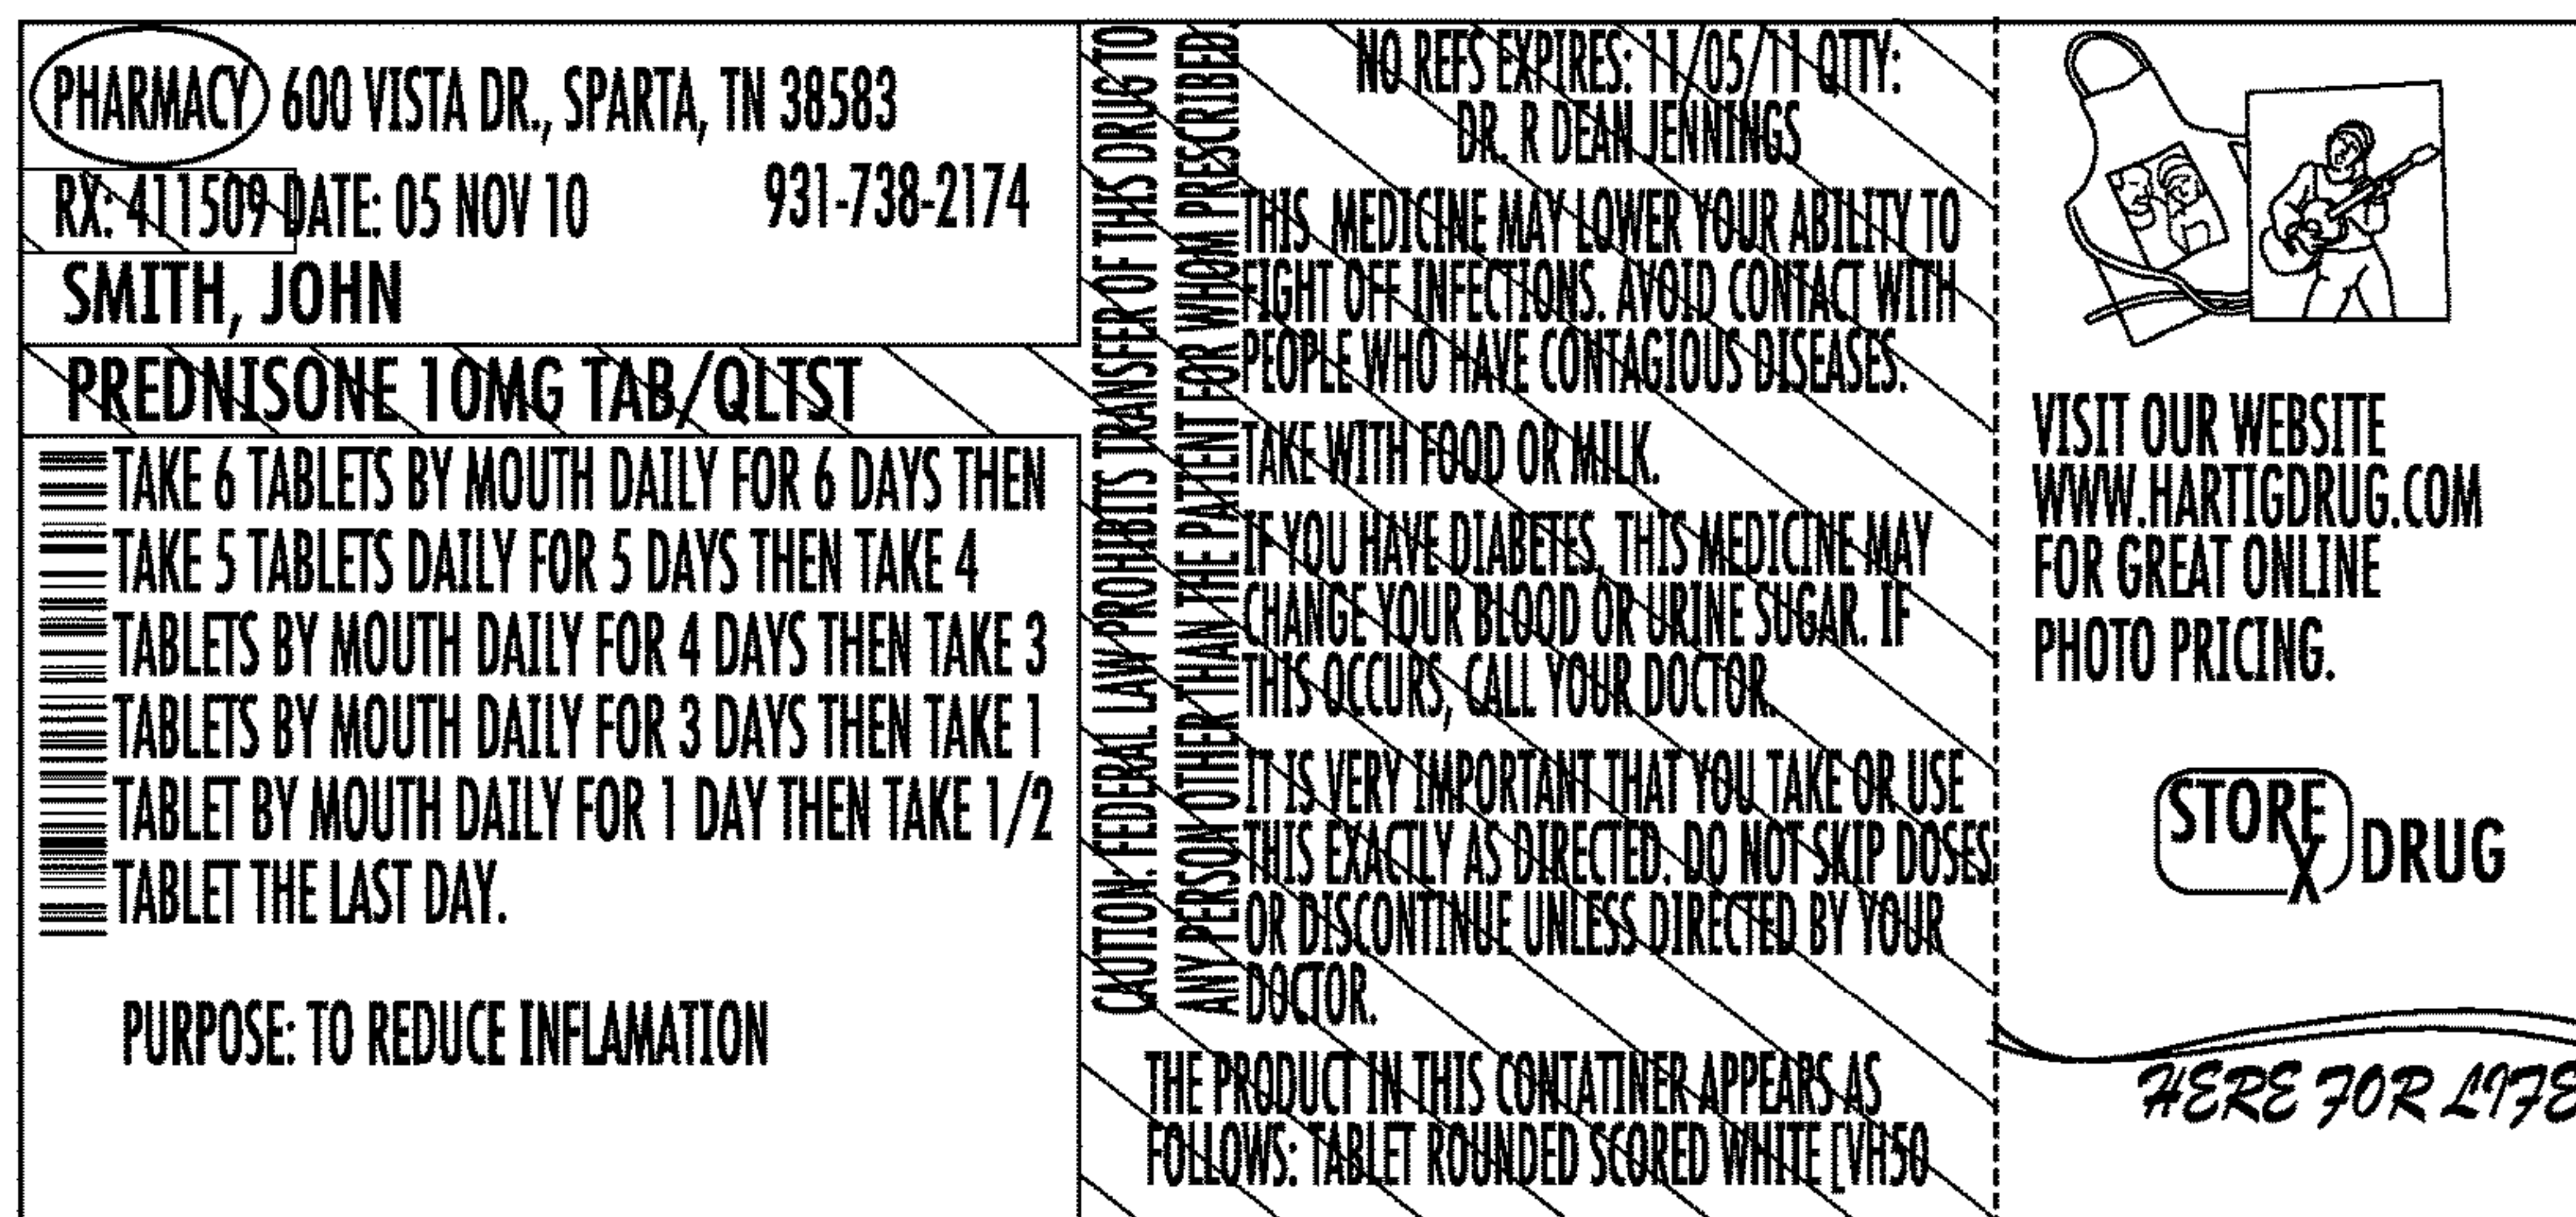 PHARMACY 600 VISTA DR., SPARTA, TN 38583
RX: 411509 DATE: 05 NOV 10 931-738-2174
SMITH, JOHN
PREDNISONE 10MG TAB/QLTST
TAKE 6 TABLETS BY MOUTH DAILY FOR 6 DAYS THEN
TAKE 5 TABLETS DAILY FOR 5 DAYS THEN TAKE 4
TABLETS BY MOUTH DAILY FOR 4 DAYS THEN TAKE 3
TABLETS BY MOUTH DAILY FOR 3 DAYS THEN TAKE 1
TABLET BY MOUTH DAILY FOR 1 DAY THEN TAKE 1/2
TABLET THE LAST DAY.
PURPOSE: TO REDUCE INFLAMATION
CAUTION: FEDERAL LAW PROHIBITS TRANSFER OF THIS DRUG TO
ANY PERSON OTHER THAN THE PATIENT FOR WHOM PRESCRIBED.
NO REFS EXPIRES: 11/05/11 QTTY:
DR. R DEAN JENNINGS
THIS MEDICINE MAY LOWER YOUR ABILITY TO
FIGHT OFF INFECTIONS. AVOID CONTACT WITH
PEOPLE WHO HAVE CONTAGIOUS DISEASES.
TAKE WITH FOOD OR MILK.
IF YOU HAVE DIABETES, THIS MEDICINE MAY
CHANGE YOUR BLOOD OR URINE SUGAR. IF
THIS OCCURS, CALL YOUR DOCTOR.
IT IS VERY IMPORTANT THAT YOU TAKE OR USE
THIS EXACTLY AS DIRECTED. DO NOT SKIP DOSES
OR DISCONTINUE UNLESS DIRECTED BY YOUR
DOCTOR.
THE PRODUCT IN THIS CONTATINER APPEARS AS
FOLLOWS: TABLET ROUNDED SCORED WHITE [VH50
VISIT OUR WEBSITE
WWW.HARTIGDRUG.COM
FOR GREAT ONLINE
PHOTO PRICING.
STORE X DRUG
HERE FOR LIFE